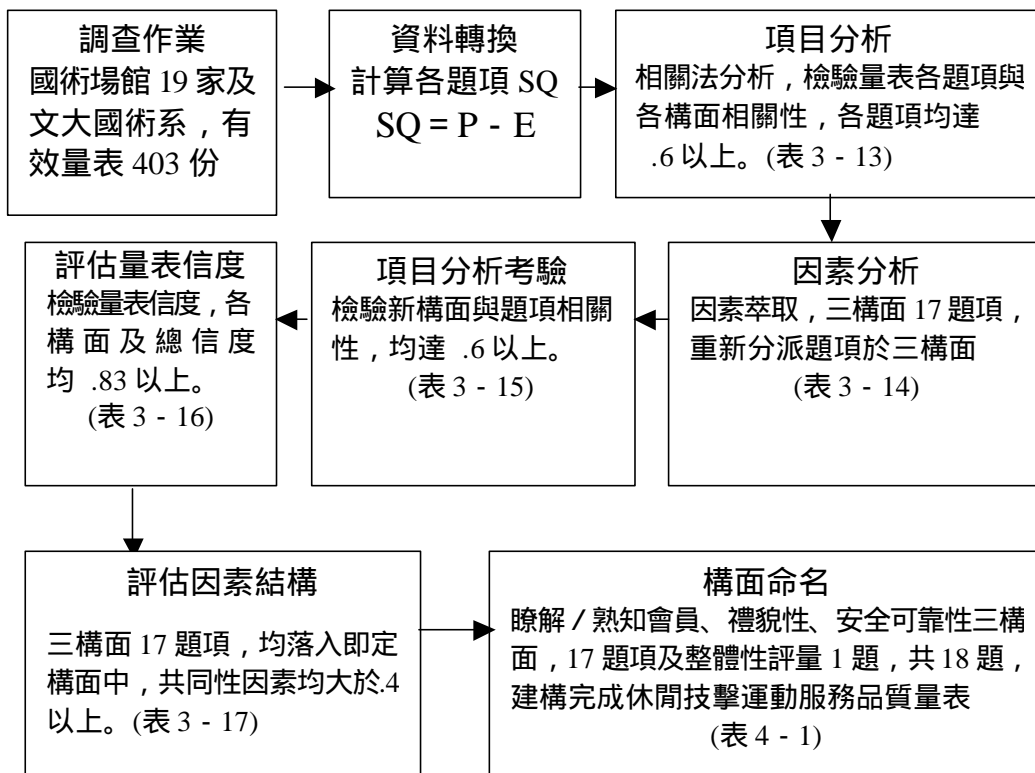 調查作業
國術場館 19 家及
文大國術系，有
效量表 403 份
資料轉換
計算各題項 SQ
SQ = P - E
項目分析
相關法分析，檢驗量表各題項與
各構面相關性，各題項均達
.6 以上。(表 3 - 13)
因素分析
因素萃取，三構面 17 題項，
重新分派題項於三構面
(表 3 - 14)
項目分析考驗
檢驗新構面與題項相關
性，均達 .6 以上。
(表 3 - 15)
評估量表信度
檢驗量表信度，各
構面及總信度
均 .83 以上。
(表 3 - 16)
評估因素結構
三構面 17 題項，均落入即定
構面中，共同性因素均大於.4
以上。(表 3 - 17)
構面命名
瞭解 / 熟知會員、禮貌性、安全可靠性三構
面，17 題項及整體性評量 1 題，共 18 題，
建構完成休閒技擊運動服務品質量表
(表 4 - 1)